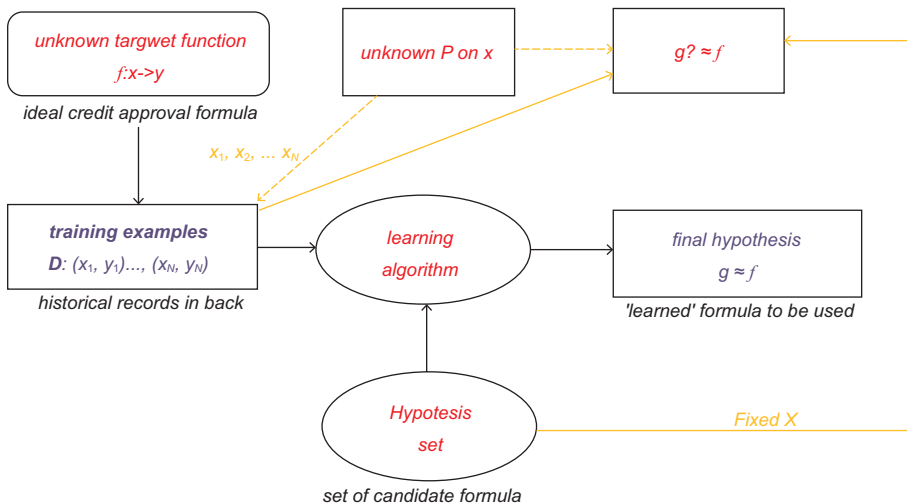 unknown targwet function
f:x->y
ideal credit approval formula
unknown P on x
g? ≈ f
x1, x2, ... xN
training examples
D: (x1, y1)..., (xN, yN)
historical records in back
learning
algorithm
final hypothesis
g ≈ f
'learned' formula to be used
Hypotesis
set
Fixed X
set of candidate formula